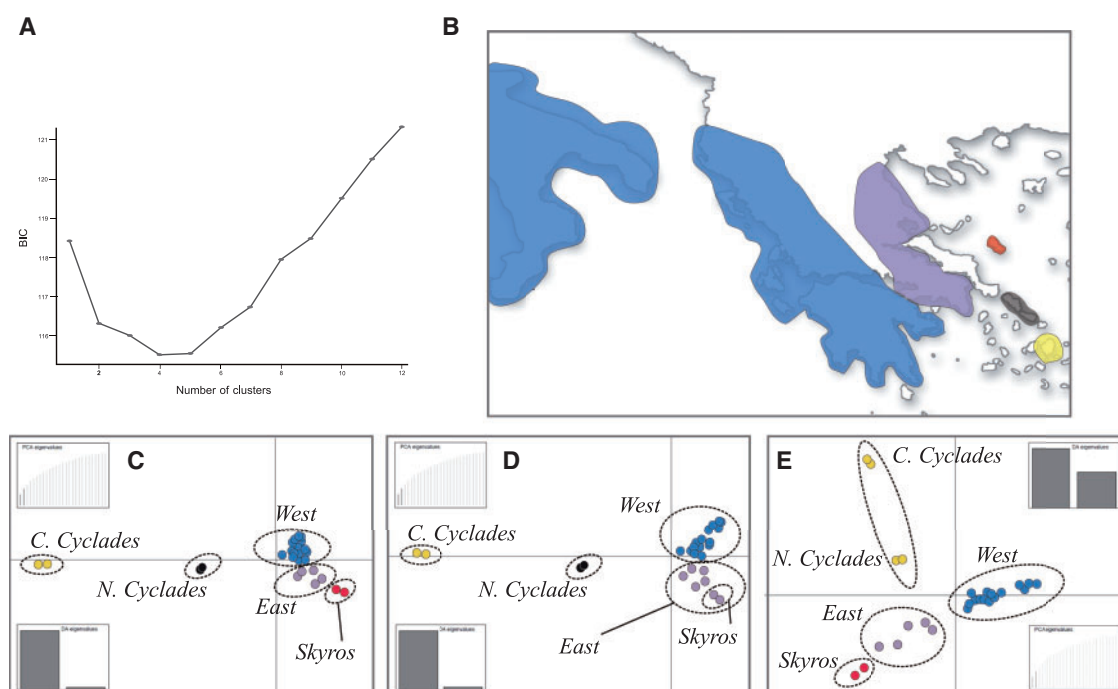 A
B
121
120
119
118
117
116
BIC
2
4
6
8
10
12
Number of clusters
PCA eigenvalues
C
West
C. Cyclades
N. Cyclades
East
Skyros
DA eigenvalues
PCA eigenvalues
D
West
C. Cyclades
N. Cyclades
East
Skyros
DA eigenvalues
E
C. Cyclades
DA eigenvalues
N. Cyclades
West
East
Skyros
PCA eigenvalues